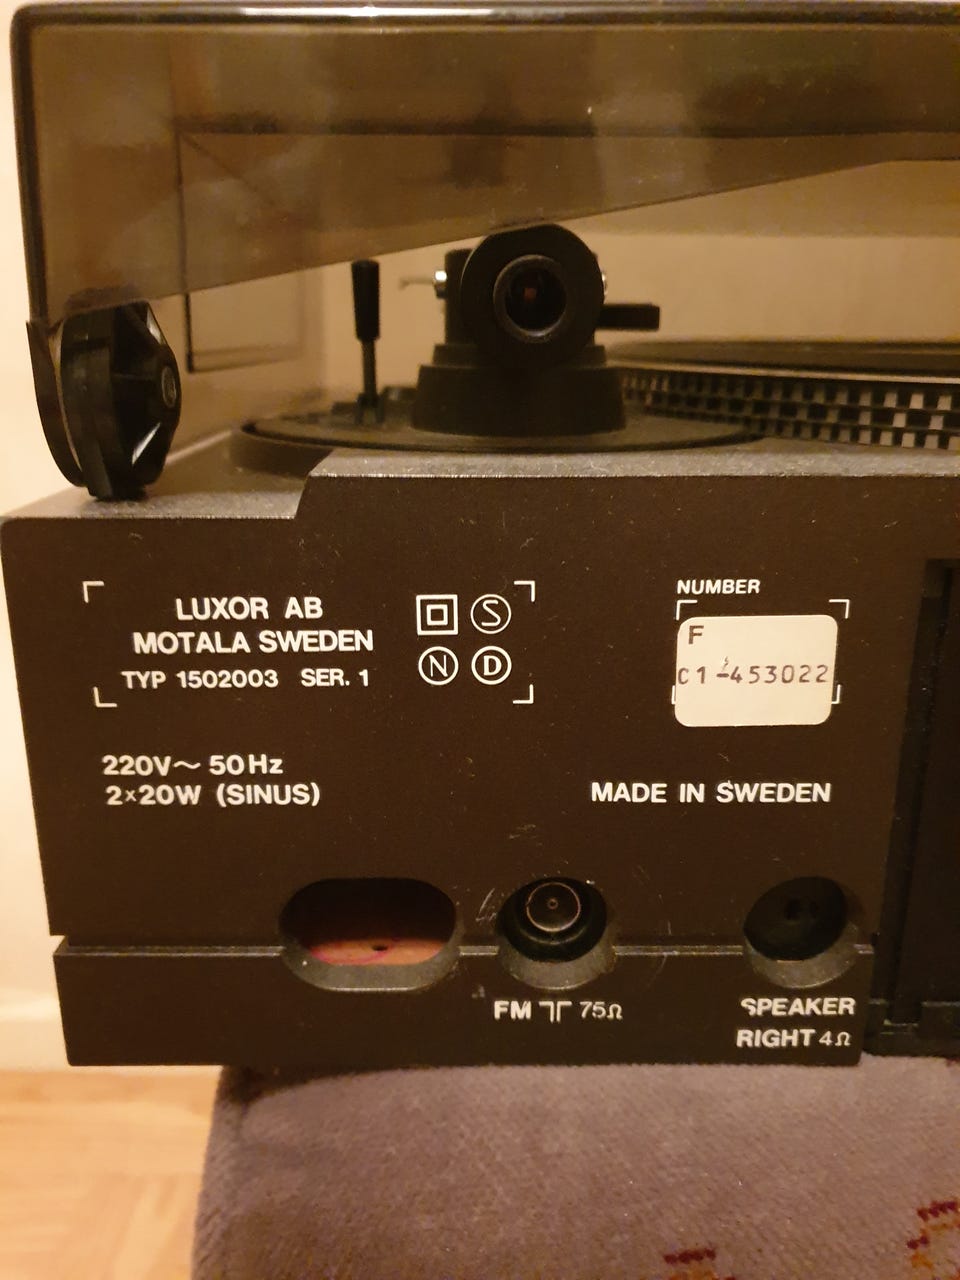 LUXOR AB
MOTALA SWEDEN
TYP 1502003 SER. 1
S
N D
NUMBER
F
C1-453022
220V~ 50Hz
2×20W (SINUS)
MADE IN SWEDEN
FM 75Ω
SPEAKER
RIGHT 4Ω